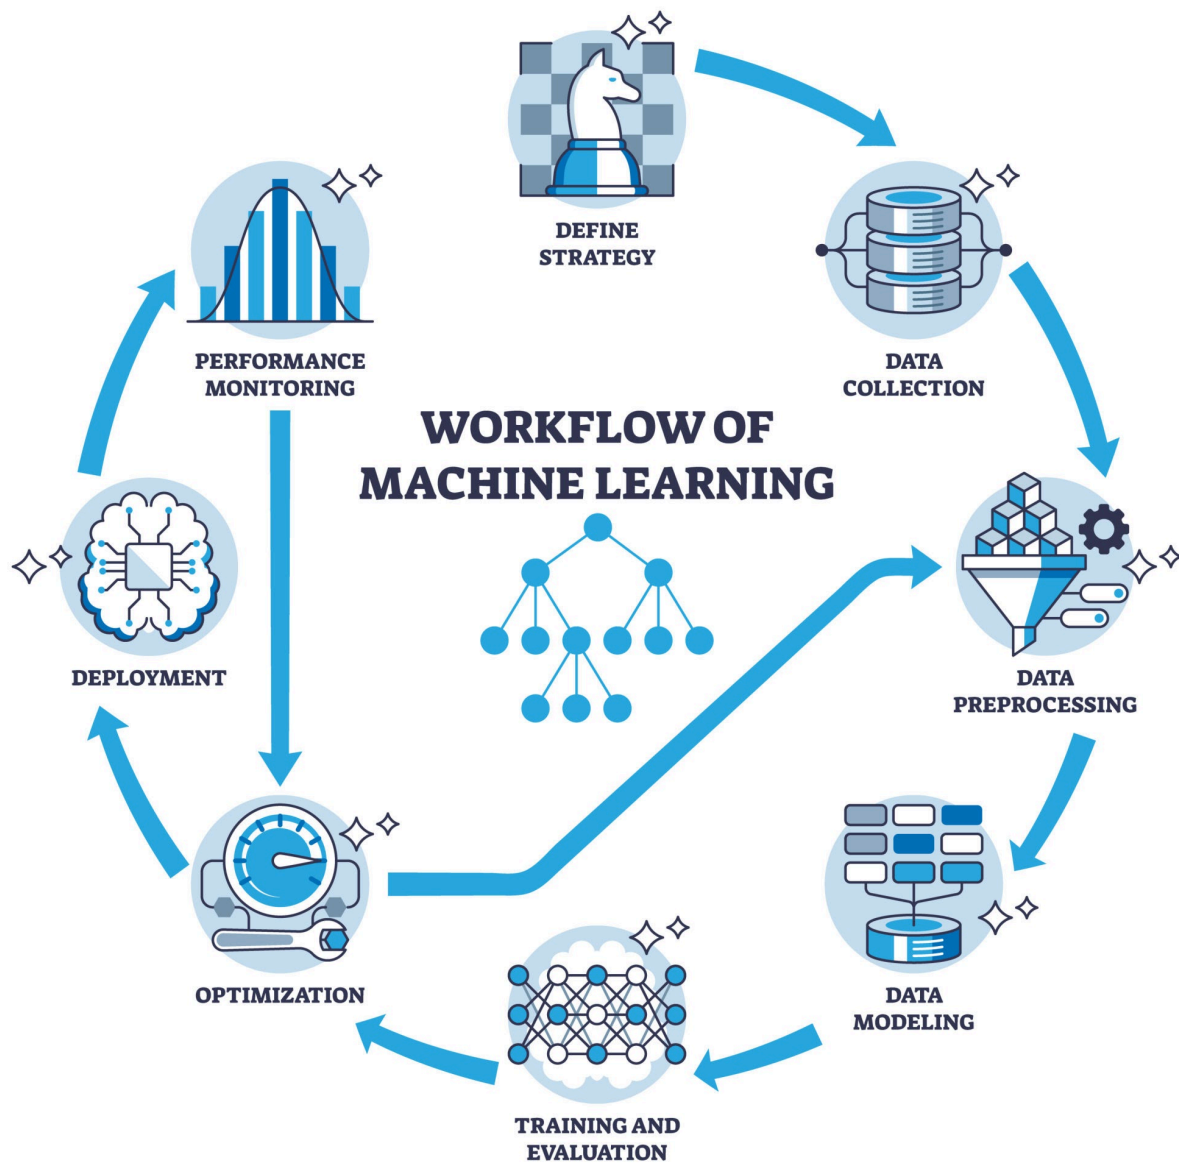 WORKFLOW OF
MACHINE LEARNING
DEFINE
STRATEGY
DATA
COLLECTION
DATA
PREPROCESSING
DATA
MODELING
TRAINING AND
EVALUATION
OPTIMIZATION
DEPLOYMENT
PERFORMANCE
MONITORING